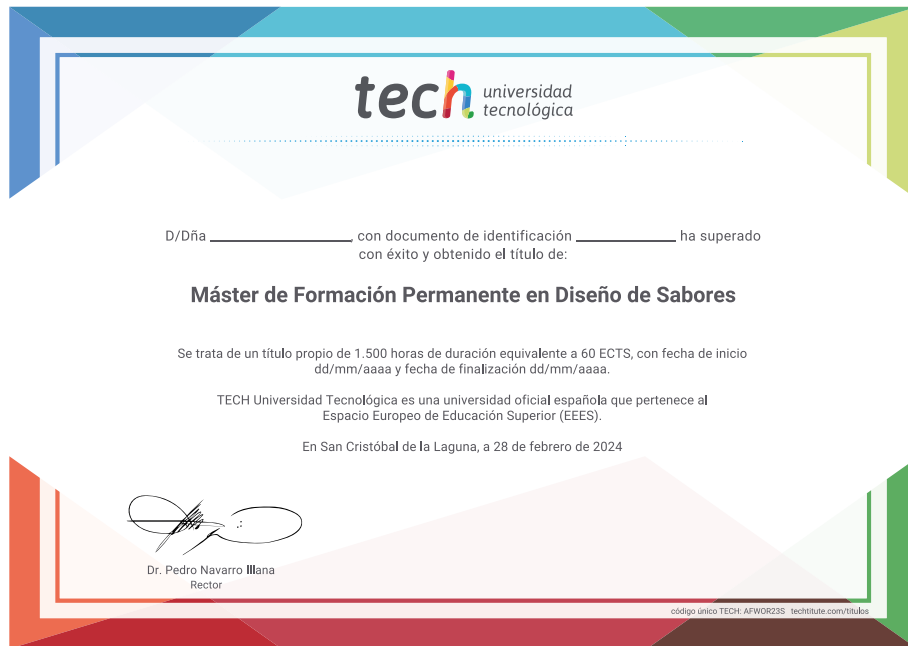 tech universidad
tecnológica
D/Dña ______________, con documento de identificación __________ ha superado
con éxito y obtenido el título de:
Máster de Formación Permanente en Diseño de Sabores
Se trata de un título propio de 1.500 horas de duración equivalente a 60 ECTS, con fecha de inicio
dd/mm/aaaa y fecha de finalización dd/mm/aaaa.
TECH Universidad Tecnológica es una universidad oficial española que pertenece al
Espacio Europeo de Educación Superior (EEES).
En San Cristóbal de la Laguna, a 28 de febrero de 2024
Dr. Pedro Navarro Illana
Rector
código único TECH: AFWOR23S techtitute.com/titulos